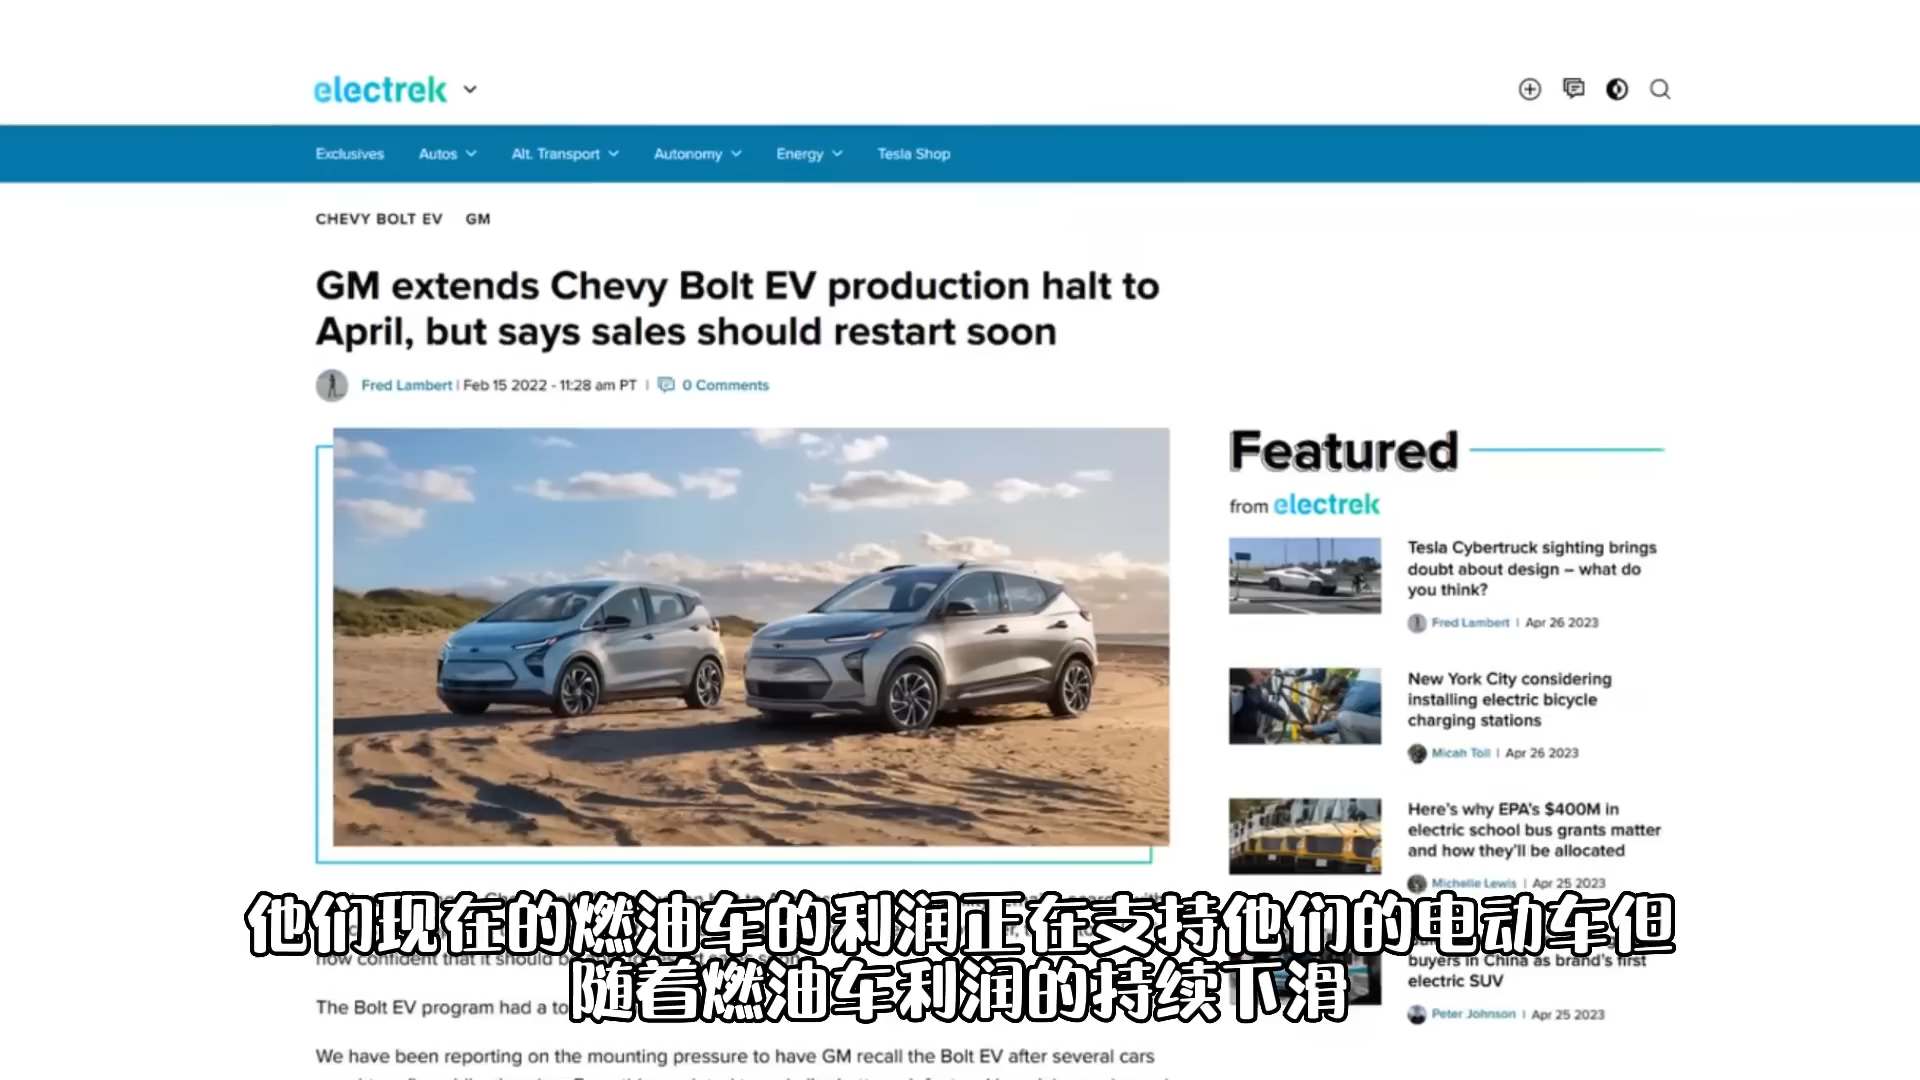 electrek
Exclusives Autos Alt. Transport Autonomy Energy Tesla Shop
CHEVY BOLT EV GM
GM extends Chevy Bolt EV production halt to
April, but says sales should restart soon
Fred Lambert | Feb 15 2022 - 11:28 am PT | 0 Comments
Featured
from electrek
Tesla Cybertruck sighting brings
doubt about design – what do
you think?
Fred Lambert | Apr 26 2023
New York City considering
installing electric bicycle
charging stations
Micah Toll | Apr 26 2023
Here's why EPA's $400M in
electric school bus grants matter
and how they'll be allocated
Michelle Lewis | Apr 25 2023
buyers in China as brand's first
electric SUV
Peter Johnson | Apr 25 2023
now confident that it should
The Bolt EV program had a
We have been reporting on the mounting pressure to have GM recall the Bolt EV after several cars
他们现在的燃油车的利润正在支持他们的电动车但
随着燃油车利润的持续下滑